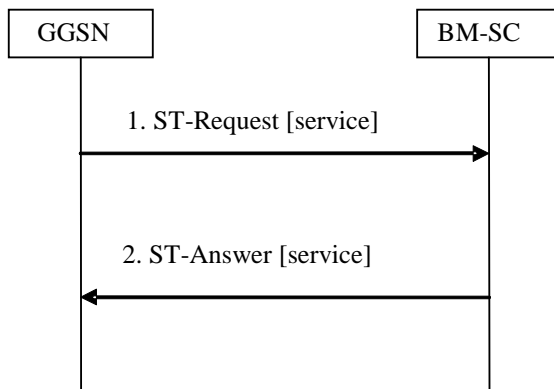 GGSN
BM-SC
1. ST-Request [service]
2. ST-Answer [service]